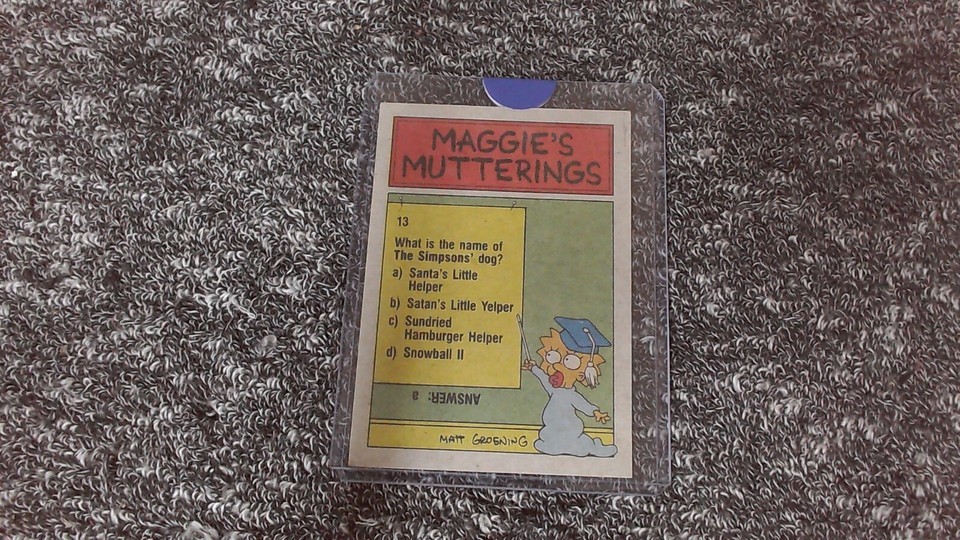 MAGGIE'S
MUTTERINGS
13
What is the name of
The Simpsons' dog?
a) Santa's Little
Helper
b) Satan's Little Yelper
c) Sundried
Hamburger Helper
d) Snowball II
ANSWER: a
MATT GROENING